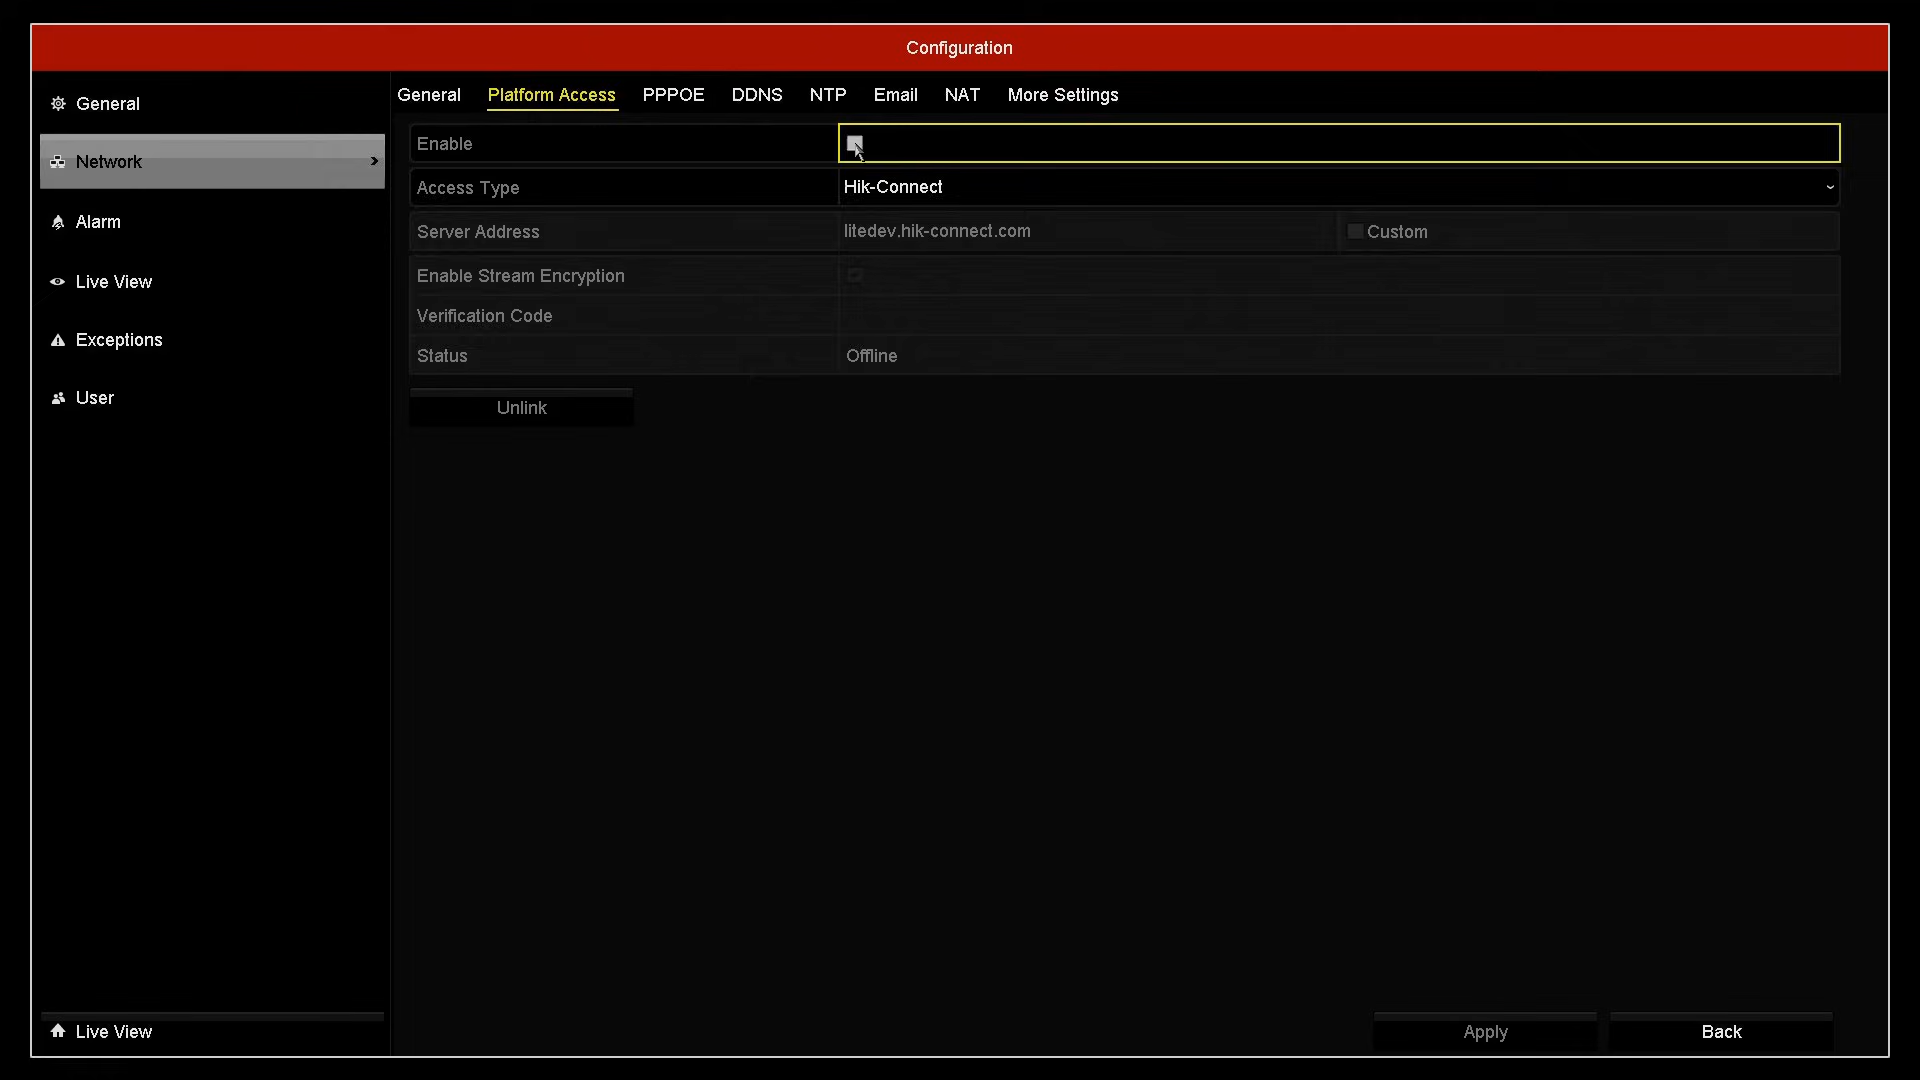 Configuration
General
Network
Alarm
Live View
Exceptions
User
Live View
General Platform Access PPPOE DDNS NTP Email NAT More Settings
Enable
Access Type Hik-Connect
Server Address litedev.hik-connect.com Custom
Enable Stream Encryption
Verification Code
Status Offline
Unlink
Apply Back